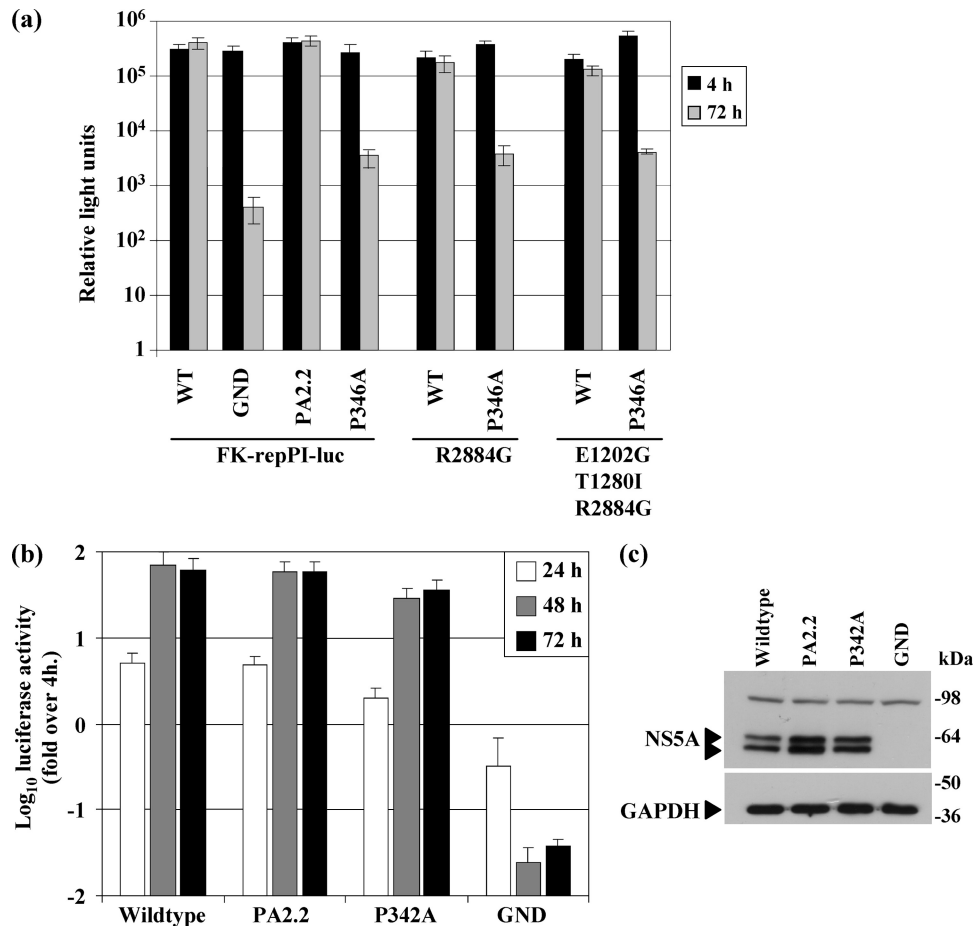 (a)
10⁶
10⁵
10⁴
10³
10²
10
1
Relative light units
4 h
72 h
WT
GND
PA2.2
P346A
WT
P346A
WT
P346A
FK-repPI-luc
R2884G
E1202G
T1280I
R2884G
(b)
2
1
0
-1
-2
Log₁₀ luciferase activity
(fold over 4h.)
24 h
48 h
72 h
Wildtype
PA2.2
P342A
GND
(c)
Wildtype
PA2.2
P342A
GND
kDa
-98
NS5A
-64
-50
GAPDH
-36